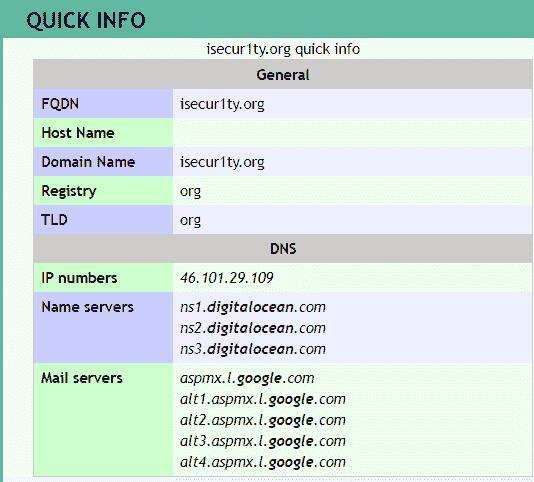 QUICK INFO
isecur1ty.org quick info
General
FQDN isecur1ty.org
Host Name
Domain Name isecur1ty.org
Registry org
TLD org
DNS
IP numbers 46.101.29.109
Name servers ns1.digitalocean.com
ns2.digitalocean.com
ns3.digitalocean.com
Mail servers aspmx.l.google.com
alt1.aspmx.l.google.com
alt2.aspmx.l.google.com
alt3.aspmx.l.google.com
alt4.aspmx.l.google.com